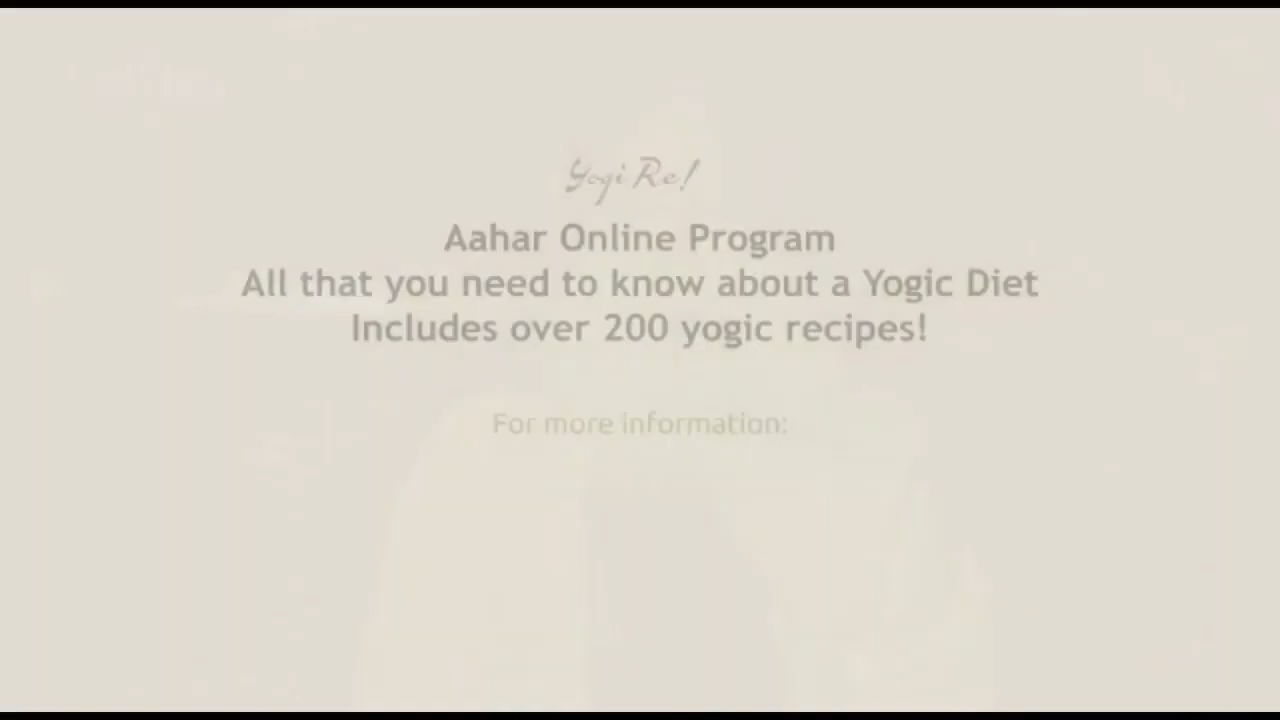 Yogi Re!
Aahar Online Program
All that you need to know about a Yogic Diet
Includes over 200 yogic recipes!
For more information: